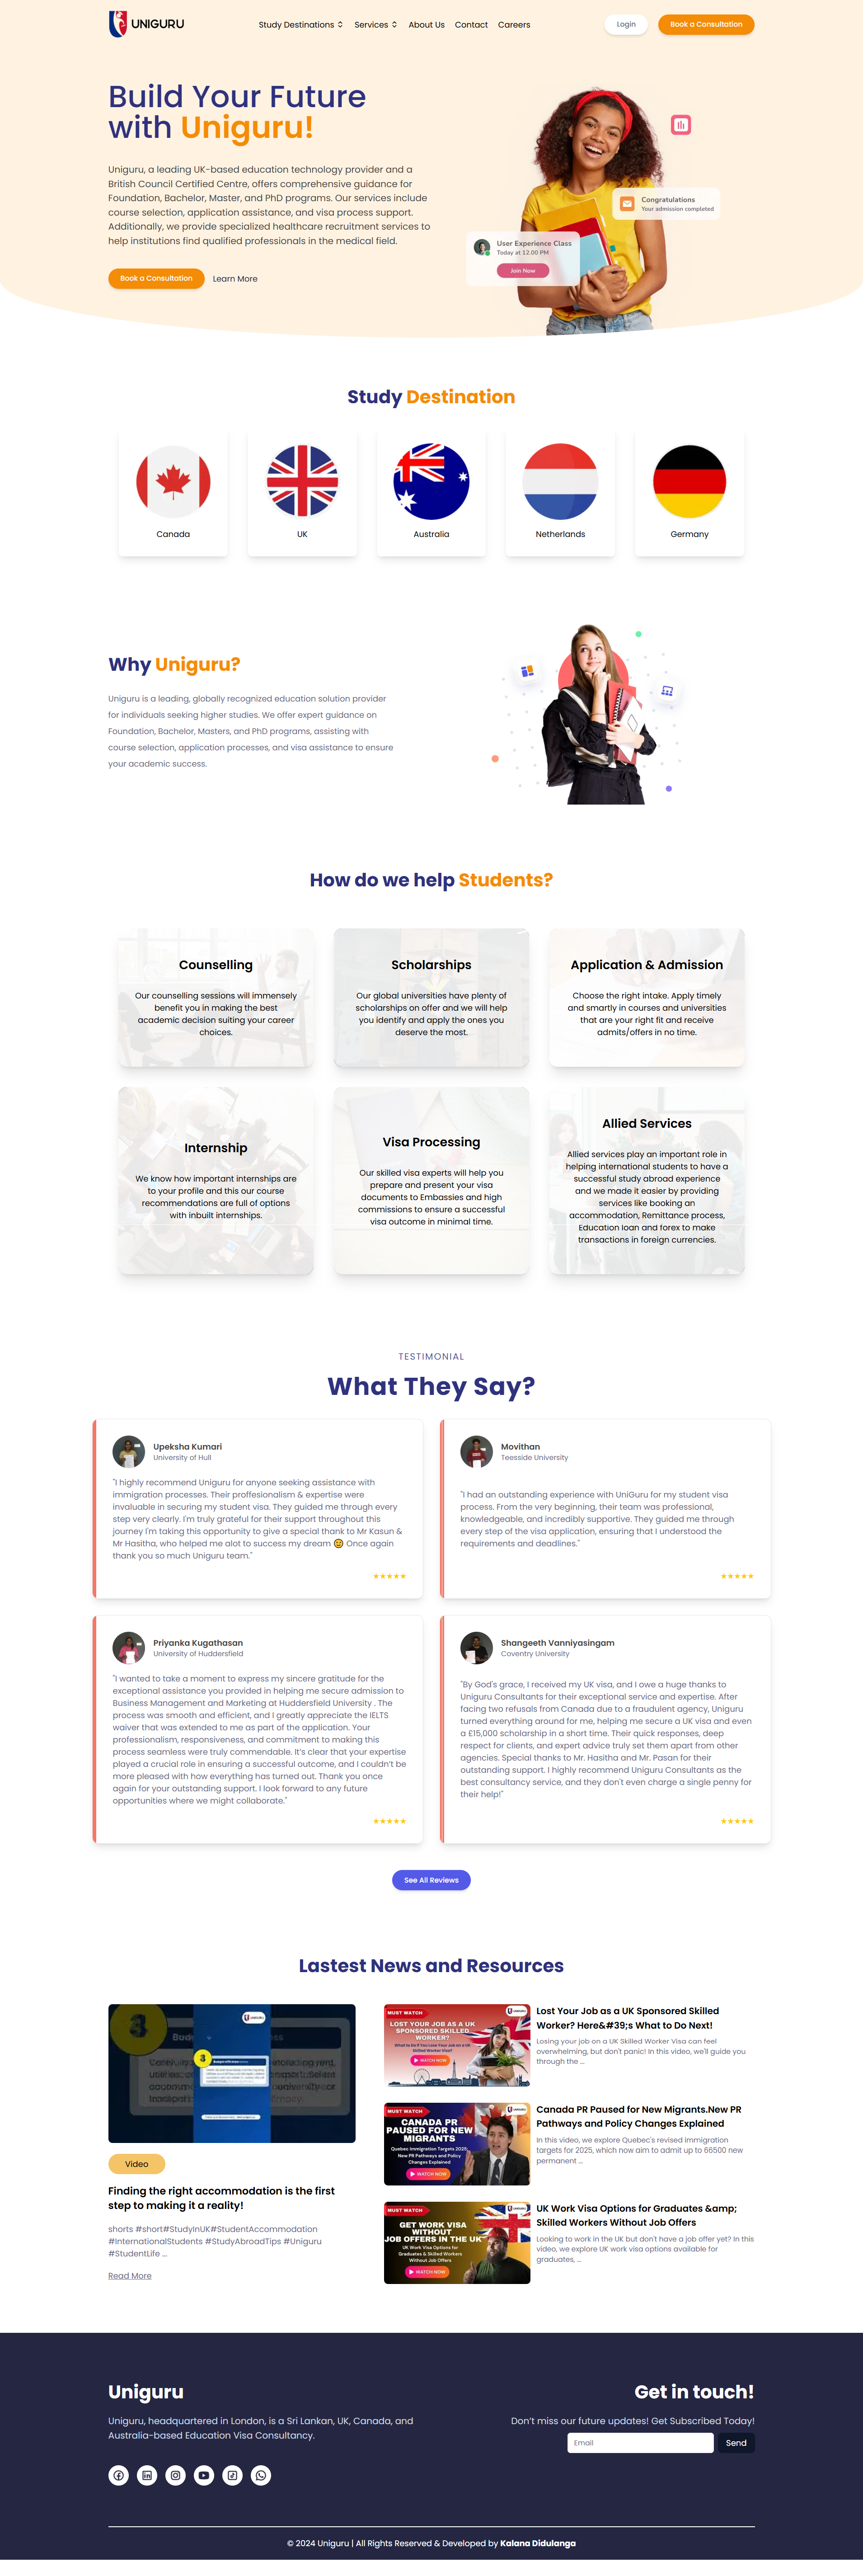 UNIGURU
Study Destinations
Services
About Us
Contact
Careers
Login
Book a Consultation
Build Your Future
with Uniguru!
Uniguru, a leading UK-based education technology provider and a
British Council Certified Centre, offers comprehensive guidance for
Foundation, Bachelor, Master, and PhD programs. Our services include
course selection, application assistance, and visa process support.
Additionally, we provide specialized healthcare recruitment services to
help institutions find qualified professionals in the medical field.
Book a Consultation
Learn More
Congratulations
Your admission completed
User Experience Class
Today at 12.00 PM
Join Now
Study Destination
Canada
UK
Australia
Netherlands
Germany
Why Uniguru?
Uniguru is a leading, globally recognized education solution provider
for individuals seeking higher studies. We offer expert guidance on
Foundation, Bachelor, Masters, and PhD programs, assisting with
course selection, application processes, and visa assistance to ensure
your academic success.
How do we help Students?
Counselling
Our counselling sessions will immensely
benefit you in making the best
academic decision suiting your career
choices.
Scholarships
Our global universities have plenty of
scholarships on offer and we will help
you identify and apply the ones you
deserve the most.
Application & Admission
Choose the right intake. Apply timely
and smartly in courses and universities
that are your right fit and receive
admits/offers in no time.
Internship
We know how important internships are
to your profile and this our course
recommendations are full of options
with inbuilt internships.
Visa Processing
Our skilled visa experts will help you
prepare and present your visa
documents to Embassies and high
commissions to ensure a successful
visa outcome in minimal time.
Allied Services
Allied services play an important role in
helping international students to have a
successful study abroad experience
and we made it easier by providing
services like booking an
accommodation, Remittance process,
Education loan and forex to make
transactions in foreign currencies.
TESTIMONIAL
What They Say?
Upeksha Kumari
University of Hull
"I highly recommend Uniguru for anyone seeking assistance with
immigration processes. Their proffesionalism & expertise were
invaluable in securing my student visa. They guided me through every
step very clearly. I'm truly grateful for their support throughout this
journey I'm taking this opportunity to give a special thank to Mr Kasun &
Mr Hasitha, who helped me alot to success my dream 😊 Once again
thank you so much Uniguru team."
★★★★★
Movithan
Teesside University
"I had an outstanding experience with UniGuru for my student visa
process. From the very beginning, their team was professional,
knowledgeable, and incredibly supportive. They guided me through
every step of the visa application, ensuring that I understood the
requirements and deadlines."
★★★★★
Priyanka Kugathasan
University of Huddersfield
"I wanted to take a moment to express my sincere gratitude for the
exceptional assistance you provided in helping me secure admission to
Business Management and Marketing at Huddersfield University . The
process was smooth and efficient, and I greatly appreciate the IELTS
waiver that was extended to me as part of the application. Your
professionalism, responsiveness, and commitment to making this
process seamless were truly commendable. It's clear that your expertise
played a crucial role in ensuring a successful outcome, and I couldn't be
more pleased with how everything has turned out. Thank you once
again for your outstanding support. I look forward to any future
opportunities where we might collaborate."
★★★★★
Shangeeth Vanniyasingam
Coventry University
"By God's grace, I received my UK visa, and I owe a huge thanks to
Uniguru Consultants for their exceptional service and expertise. After
facing two refusals from Canada due to a fraudulent agency, Uniguru
turned everything around for me, helping me secure a UK visa and even
a £15,000 scholarship in a short time. Their quick responses, deep
respect for clients, and expert advice truly set them apart from other
agencies. Special thanks to Mr. Hasitha and Mr. Pasan for their
outstanding support. I highly recommend Uniguru Consultants as the
best consultancy service, and they don't even charge a single penny for
their help!"
★★★★★
See All Reviews
Lastest News and Resources
3
Video
Finding the right accommodation is the first
step to making it a reality!
shorts #short#StudyInUK#StudentAccommodation
#InternationalStudents #StudyAbroadTips #Uniguru
#StudentLife ...
Read More
MUST WATCH
LOST YOUR JOB AS A UK
SPONSORED SKILLED
WORKER?
WATCH NOW
Lost Your Job as a UK Sponsored Skilled
Worker? Here&#39;s What to Do Next!
Losing your job on a UK Skilled Worker Visa can feel
overwhelming, but don't panic! In this video, we'll guide you
through the ...
MUST WATCH
CANADA PR
PAUSED FOR NEW
MIGRANTS
Quebec Immigration Targets 2025,
New PR Pathways and Policy
Changes Explained
WATCH NOW
Canada PR Paused for New Migrants.New PR
Pathways and Policy Changes Explained
In this video, we explore Quebec's revised immigration
targets for 2025, which now aim to admit up to 66500 new
permanent ...
MUST WATCH
GET WORK VISA
WITHOUT
JOB OFFERS IN THE UK
Work Visa Options for
Graduates & Skilled Workers
Without Job Offers
WATCH NOW
UK Work Visa Options for Graduates &amp;
Skilled Workers Without Job Offers
Looking to work in the UK but don't have a job offer yet? In this
video, we explore UK work visa options available for
graduates, ...
Uniguru
Uniguru, headquartered in London, is a Sri Lankan, UK, Canada, and
Australia-based Education Visa Consultancy.
Get in touch!
Don't miss our future updates! Get Subscribed Today!
Email
Send
© 2024 Uniguru | All Rights Reserved & Developed by Kalana Didulanga